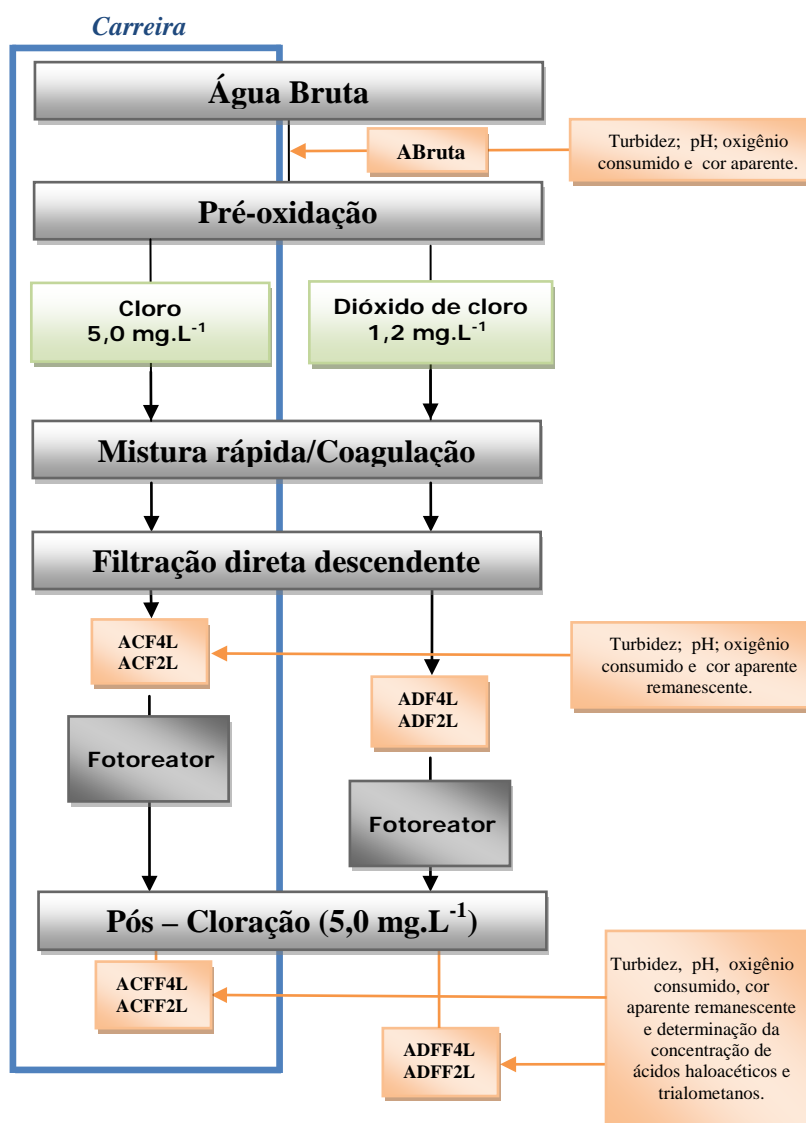 Carreira
Água Bruta
ABruta
Turbidez; pH; oxigênio
consumido e cor aparente.
Pré-oxidação
Cloro
5,0 mg.L⁻¹
Dióxido de cloro
1,2 mg.L⁻¹
Mistura rápida/Coagulação
Filtração direta descendente
ACF4L
ACF2L
Turbidez; pH; oxigênio
consumido e cor aparente
remanescente.
ADF4L
ADF2L
Fotoreator
Fotoreator
Pós – Cloração (5,0 mg.L⁻¹)
ACFF4L
ACFF2L
Turbidez, pH, oxigênio
consumido, cor
aparente remanescente
e determinação da
concentração de
ácidos haloacéticos e
trialometanos.
ADFF4L
ADFF2L